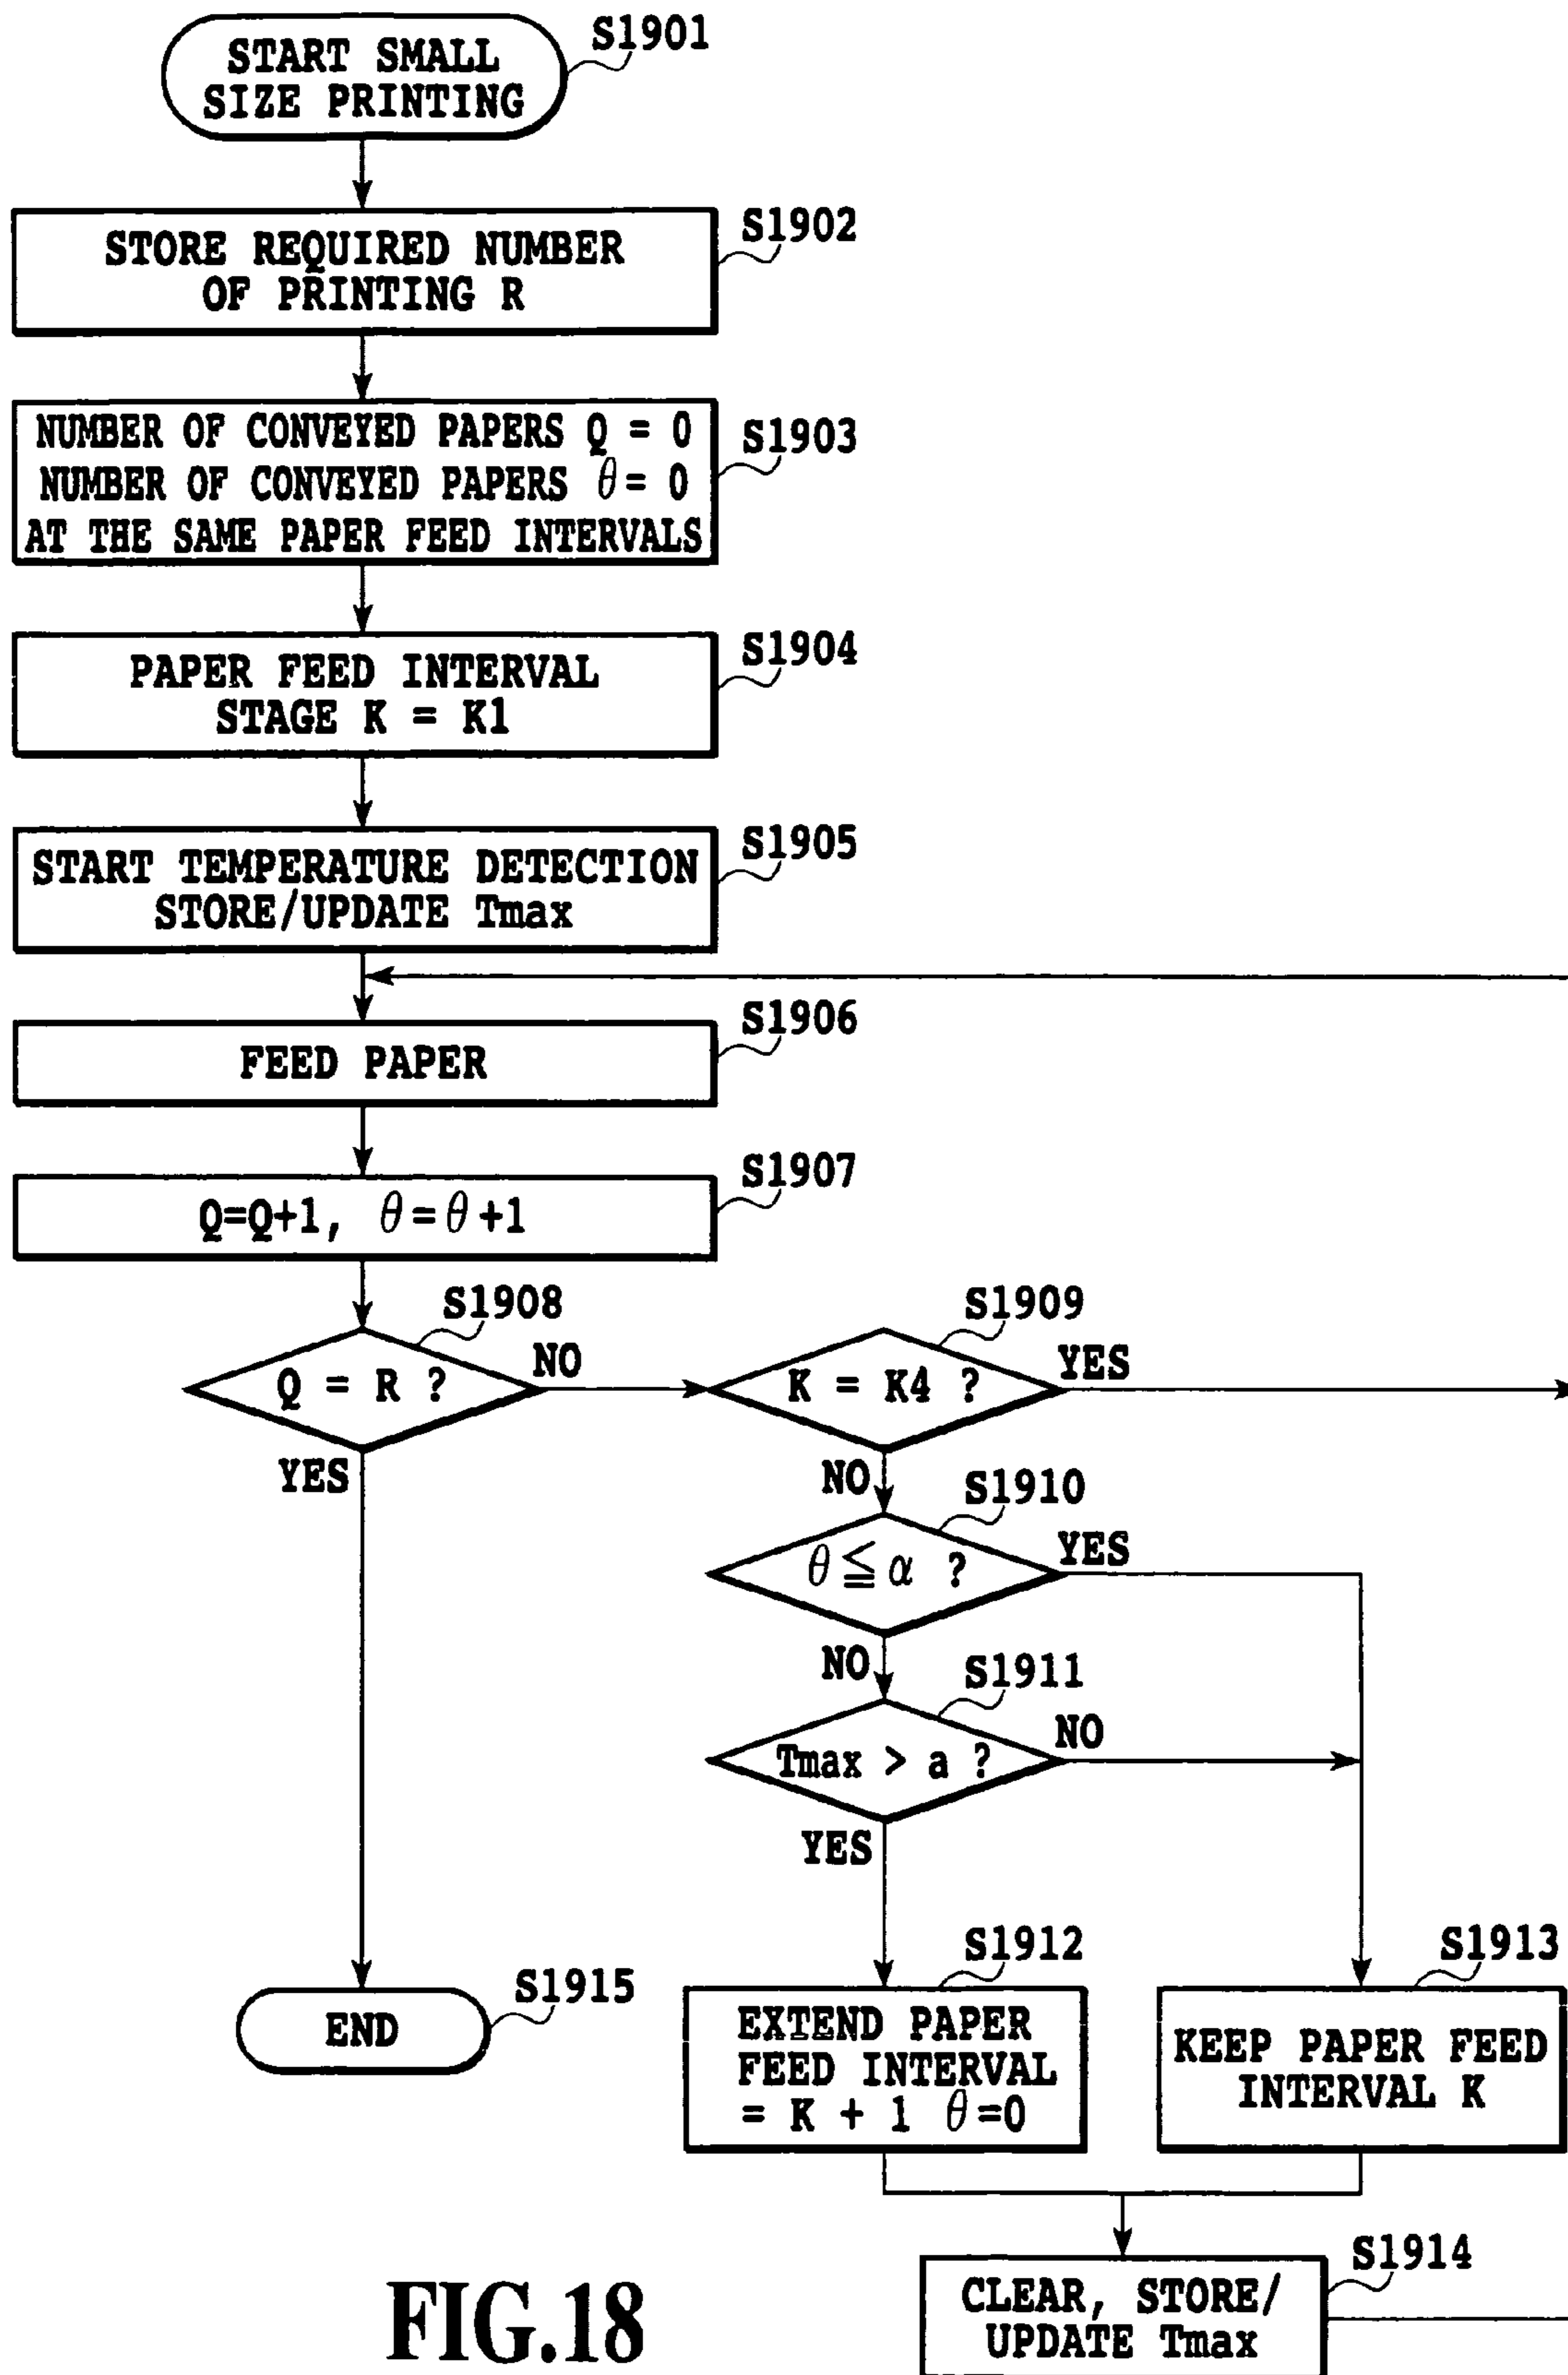 START SMALL
SIZE PRINTING
S1901
STORE REQUIRED NUMBER
OF PRINTING R
S1902
NUMBER OF CONVEYED PAPERS Q = 0
NUMBER OF CONVEYED PAPERS θ = 0
AT THE SAME PAPER FEED INTERVALS
S1903
PAPER FEED INTERVAL
STAGE K = K1
S1904
START TEMPERATURE DETECTION
STORE/UPDATE Tmax
S1905
FEED PAPER
S1906
Q=Q+1, θ=θ+1
S1907
Q = R ?
S1908
NO
YES
K = K4 ?
S1909
YES
NO
θ ≦ α ?
S1910
YES
NO
Tmax > a ?
S1911
NO
YES
END
S1915
EXTEND PAPER
FEED INTERVAL
= K + 1 θ=0
S1912
KEEP PAPER FEED
INTERVAL K
S1913
CLEAR, STORE/
UPDATE Tmax
S1914
FIG.18